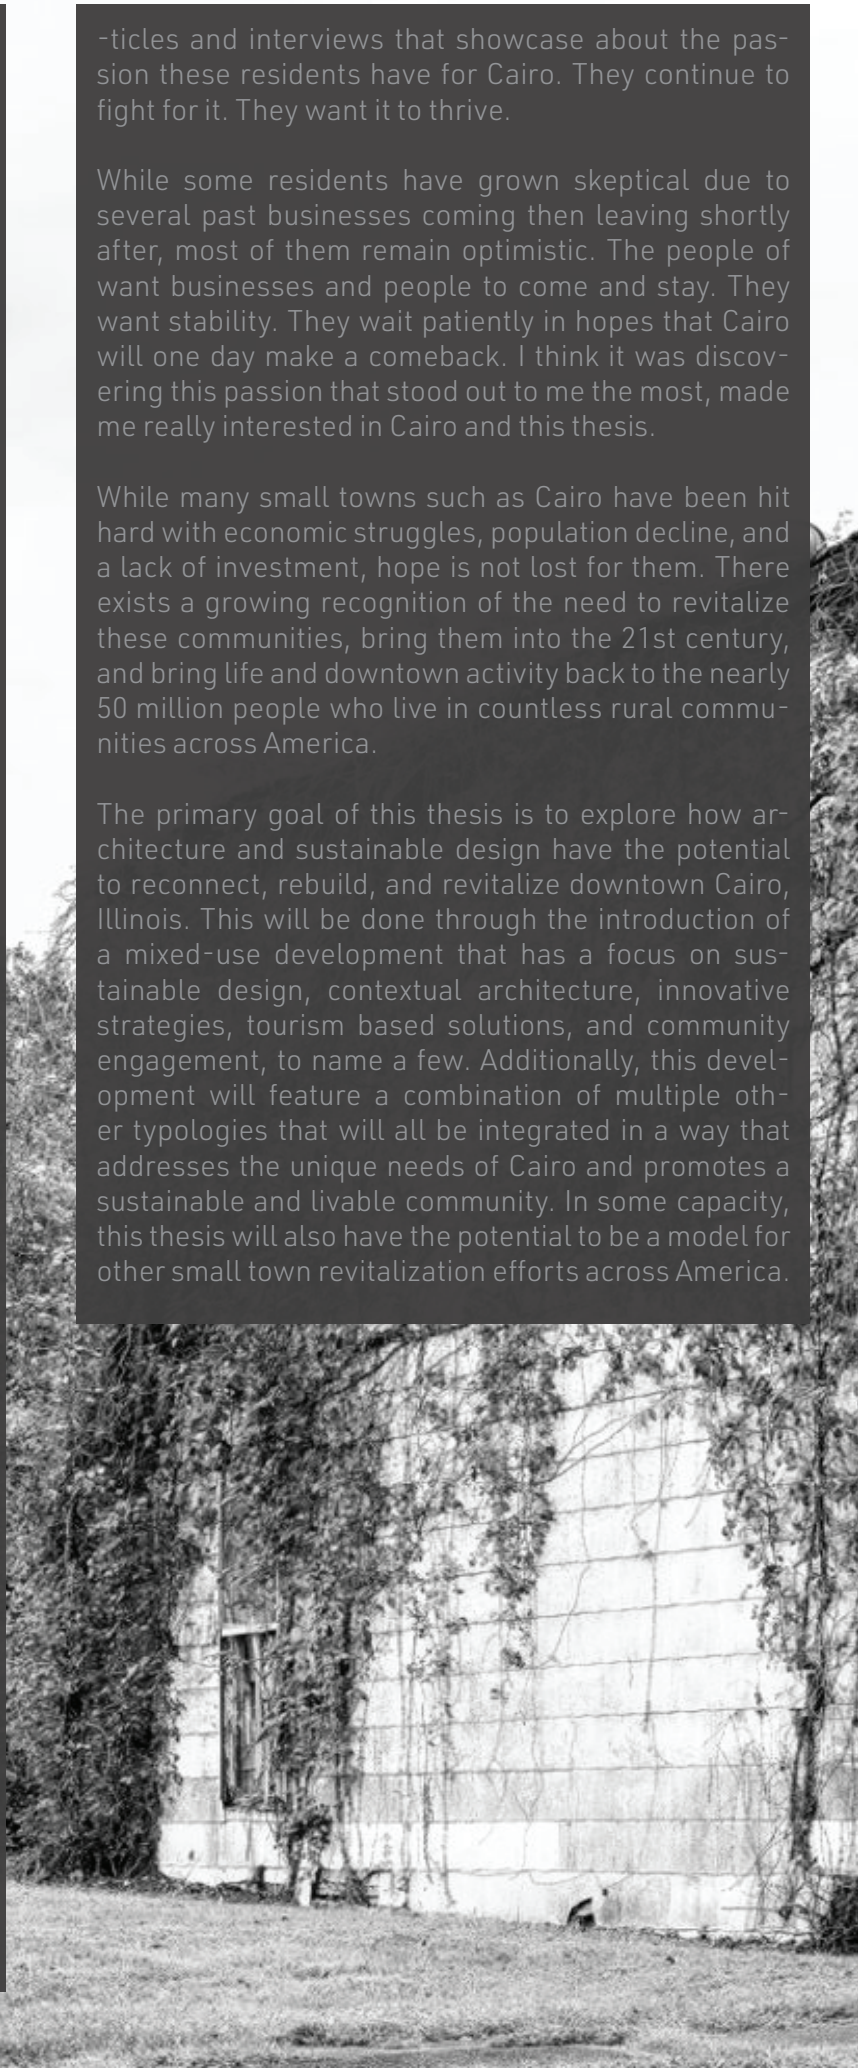 -ticles and interviews that showcase about the pas-
sion these residents have for Cairo. They continue to
fight for it. They want it to thrive.
While some residents have grown skeptical due to
several past businesses coming then leaving shortly
after, most of them remain optimistic. The people of
want businesses and people to come and stay. They
want stability. They wait patiently in hopes that Cairo
will one day make a comeback. I think it was discov-
ering this passion that stood out to me the most, made
me really interested in Cairo and this thesis.
While many small towns such as Cairo have been hit
hard with economic struggles, population decline, and
a lack of investment, hope is not lost for them. There
exists a growing recognition of the need to revitalize
these communities, bring them into the 21st century,
and bring life and downtown activity back to the nearly
50 million people who live in countless rural commu-
nities across America.
The primary goal of this thesis is to explore how ar-
chitecture and sustainable design have the potential
to reconnect, rebuild, and revitalize downtown Cairo,
Illinois. This will be done through the introduction of
a mixed-use development that has a focus on sus-
tainable design, contextual architecture, innovative
strategies, tourism based solutions, and community
engagement, to name a few. Additionally, this devel-
opment will feature a combination of multiple oth-
er typologies that will all be integrated in a way that
addresses the unique needs of Cairo and promotes a
sustainable and livable community. In some capacity,
this thesis will also have the potential to be a model for
other small town revitalization efforts across America.